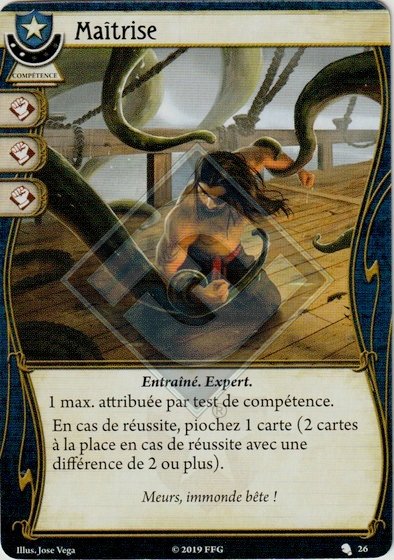 Maîtrise
COMPÉTENCE
Entraîné. Expert.
1 max. attribuée par test de compétence.
En cas de réussite, piochez 1 carte (2 cartes
à la place en cas de réussite avec une
différence de 2 ou plus).
Meurs, immonde bête !
Illus. Jose Vega
© 2019 FFG
26